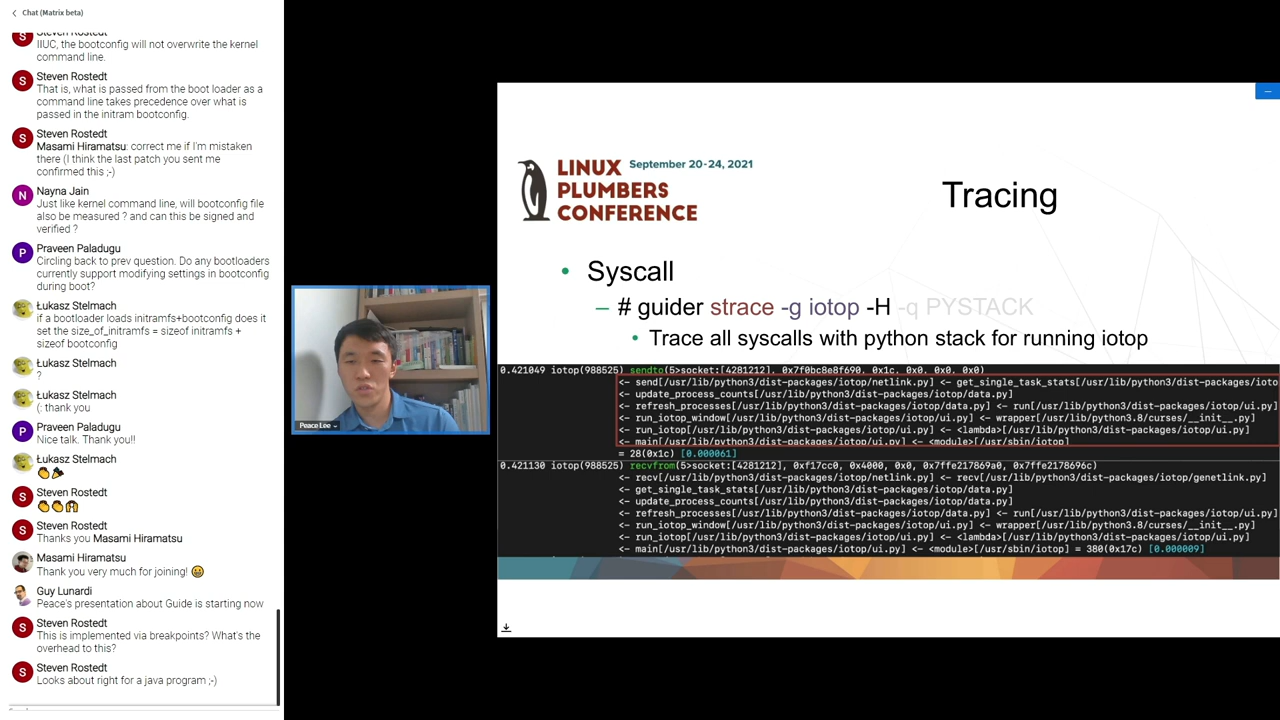 Chat (Matrix beta)
Steven Rostedt
IIUC, the bootconfig will not overwrite the kernel
command line.
S
Steven Rostedt
That is, what is passed from the boot loader as a
command line takes precedence over what is
passed in the initram bootconfig.
S
Steven Rostedt
Masami Hiramatsu: correct me if I'm mistaken
there (I think the last patch you sent me
confirmed this ;-)
N
Nayna Jain
Just like kernel command line, will bootconfig file
also be measured ? and can this be signed and
verified ?
P
Praveen Paladugu
Circling back to prev question. Do any bootloaders
currently support modifying settings in bootconfig
during boot?
Łukasz Stelmach
if a bootloader loads initramfs+bootconfig does it
set the size_of_initramfs = sizeof initramfs +
sizeof bootconfig
Łukasz Stelmach
?
Łukasz Stelmach
(: thank you
P
Praveen Paladugu
Nice talk. Thank you!!
Łukasz Stelmach
👏🎉
S
Steven Rostedt
👏👏🙌
S
Steven Rostedt
Thanks you Masami Hiramatsu
Masami Hiramatsu
Thank you very much for joining! 😀
Guy Lunardi
Peace's presentation about Guide is starting now
S
Steven Rostedt
This is implemented via breakpoints? What's the
overhead to this?
S
Steven Rostedt
Looks about right for a java program ;-)
Peace Lee
LINUX
PLUMBERS
CONFERENCE
September 20-24, 2021
Tracing
• Syscall
– # guider strace -g iotop -H -q PYSTACK
• Trace all syscalls with python stack for running iotop
0.421049 iotop(988525) sendto(5>socket:[4281212], 0x7f0bc8e8f690, 0x1c, 0x0, 0x0, 0x0)
<- send[/usr/lib/python3/dist-packages/iotop/netlink.py] <- get_single_task_stats[/usr/lib/python3/dist-packages/ioto
<- update_process_counts[/usr/lib/python3/dist-packages/iotop/data.py]
<- refresh_processes[/usr/lib/python3/dist-packages/iotop/data.py] <- run[/usr/lib/python3/dist-packages/iotop/ui.py]
<- run_iotop_window[/usr/lib/python3/dist-packages/iotop/ui.py] <- wrapper[/usr/lib/python3.8/curses/__init__.py]
<- run_iotop[/usr/lib/python3/dist-packages/iotop/ui.py] <- <lambda>[/usr/lib/python3/dist-packages/iotop/ui.py]
<- main[/usr/lib/python3/dist-packages/iotop/ui.py] <- <module>[/usr/sbin/iotop]
= 28(0x1c) [0.000061]
0.421130 iotop(988525) recvfrom(5>socket:[4281212], 0xf17cc0, 0x4000, 0x0, 0x7ffe217869a0, 0x7ffe2178696c)
<- recv[/usr/lib/python3/dist-packages/iotop/netlink.py] <- recv[/usr/lib/python3/dist-packages/iotop/genetlink.py]
<- get_single_task_stats[/usr/lib/python3/dist-packages/iotop/data.py]
<- update_process_counts[/usr/lib/python3/dist-packages/iotop/data.py]
<- refresh_processes[/usr/lib/python3/dist-packages/iotop/data.py] <- run[/usr/lib/python3/dist-packages/iotop/ui.py]
<- run_iotop_window[/usr/lib/python3/dist-packages/iotop/ui.py] <- wrapper[/usr/lib/python3.8/curses/__init__.py]
<- run_iotop[/usr/lib/python3/dist-packages/iotop/ui.py] <- <lambda>[/usr/lib/python3/dist-packages/iotop/ui.py]
<- main[/usr/lib/python3/dist-packages/iotop/ui.py] <- <module>[/usr/sbin/iotop] = 380(0x17c) [0.000009]